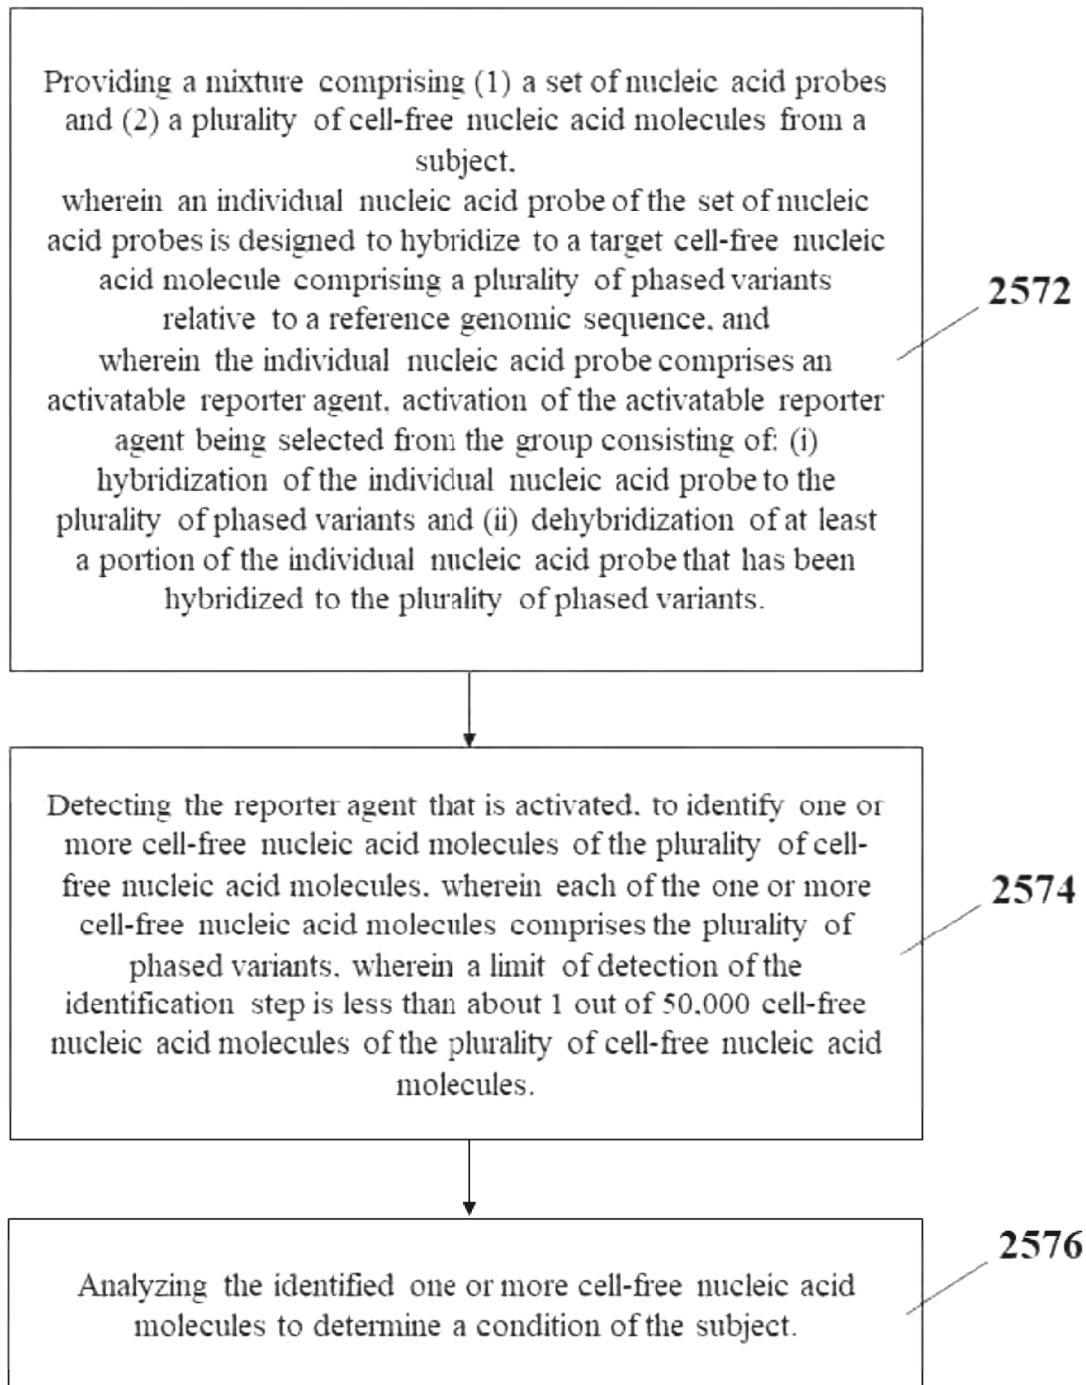 Providing a mixture comprising (1) a set of nucleic acid probes
and (2) a plurality of cell-free nucleic acid molecules from a
subject,
wherein an individual nucleic acid probe of the set of nucleic
acid probes is designed to hybridize to a target cell-free nucleic
acid molecule comprising a plurality of phased variants
relative to a reference genomic sequence, and
wherein the individual nucleic acid probe comprises an
activatable reporter agent, activation of the activatable reporter
agent being selected from the group consisting of: (i)
hybridization of the individual nucleic acid probe to the
plurality of phased variants and (ii) dehybridization of at least
a portion of the individual nucleic acid probe that has been
hybridized to the plurality of phased variants.
2572
Detecting the reporter agent that is activated, to identify one or
more cell-free nucleic acid molecules of the plurality of cell-
free nucleic acid molecules, wherein each of the one or more
cell-free nucleic acid molecules comprises the plurality of
phased variants, wherein a limit of detection of the
identification step is less than about 1 out of 50,000 cell-free
nucleic acid molecules of the plurality of cell-free nucleic acid
molecules.
2574
Analyzing the identified one or more cell-free nucleic acid
molecules to determine a condition of the subject.
2576